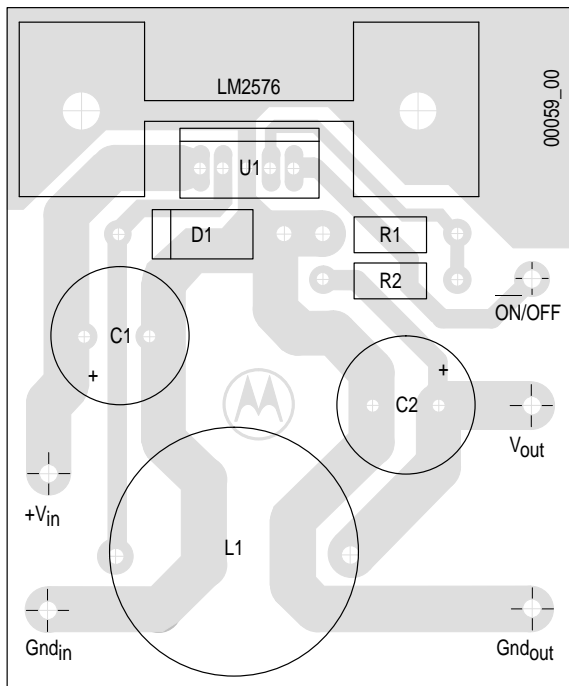 LM2576
00059_00
U1
D1
R1
R2
ON/OFF
C1
+
+
C2
Vout
+Vin
L1
Gndin
Gndout